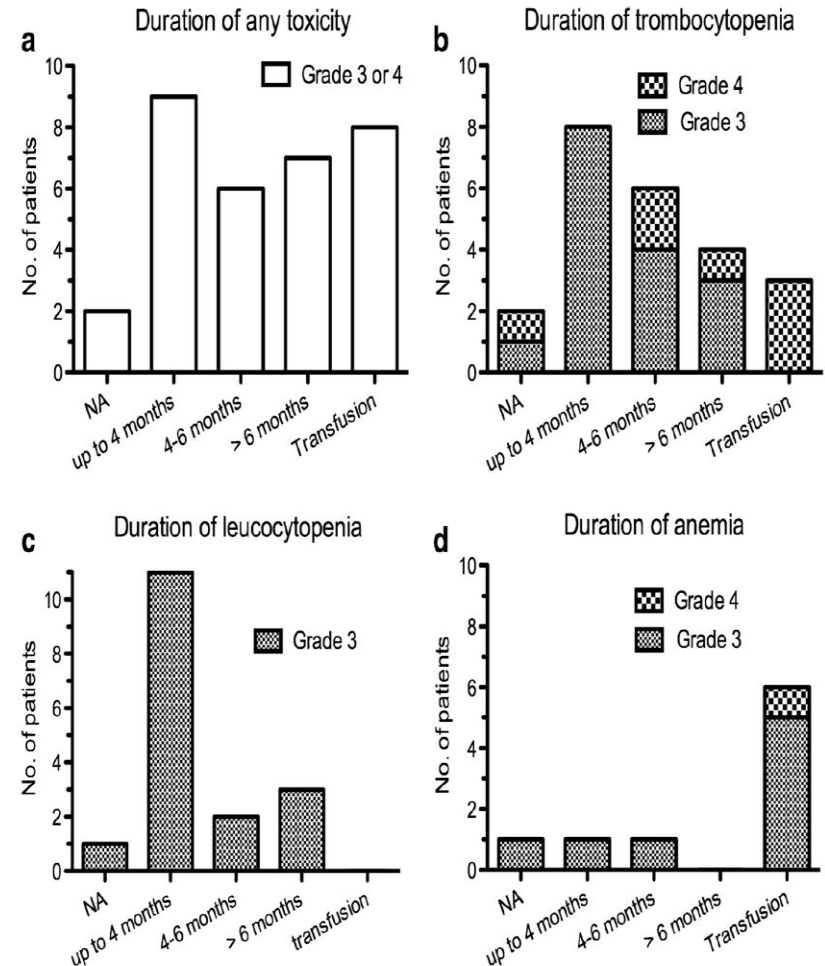 a
Duration of any toxicity
Grade 3 or 4
No. of patients
10
8
6
4
2
0
NA
up to 4 months
4-6 months
> 6 months
Transfusion
b
Duration of trombocytopenia
Grade 4
Grade 3
No. of patients
10
8
6
4
2
0
NA
up to 4 months
4-6 months
> 6 months
Transfusion
c
Duration of leucocytopenia
Grade 3
No. of patients
10
8
6
4
2
0
NA
up to 4 months
4-6 months
> 6 months
transfusion
d
Duration of anemia
Grade 4
Grade 3
No. of patients
10
8
6
4
2
0
NA
up to 4 months
4-6 months
> 6 months
Transfusion